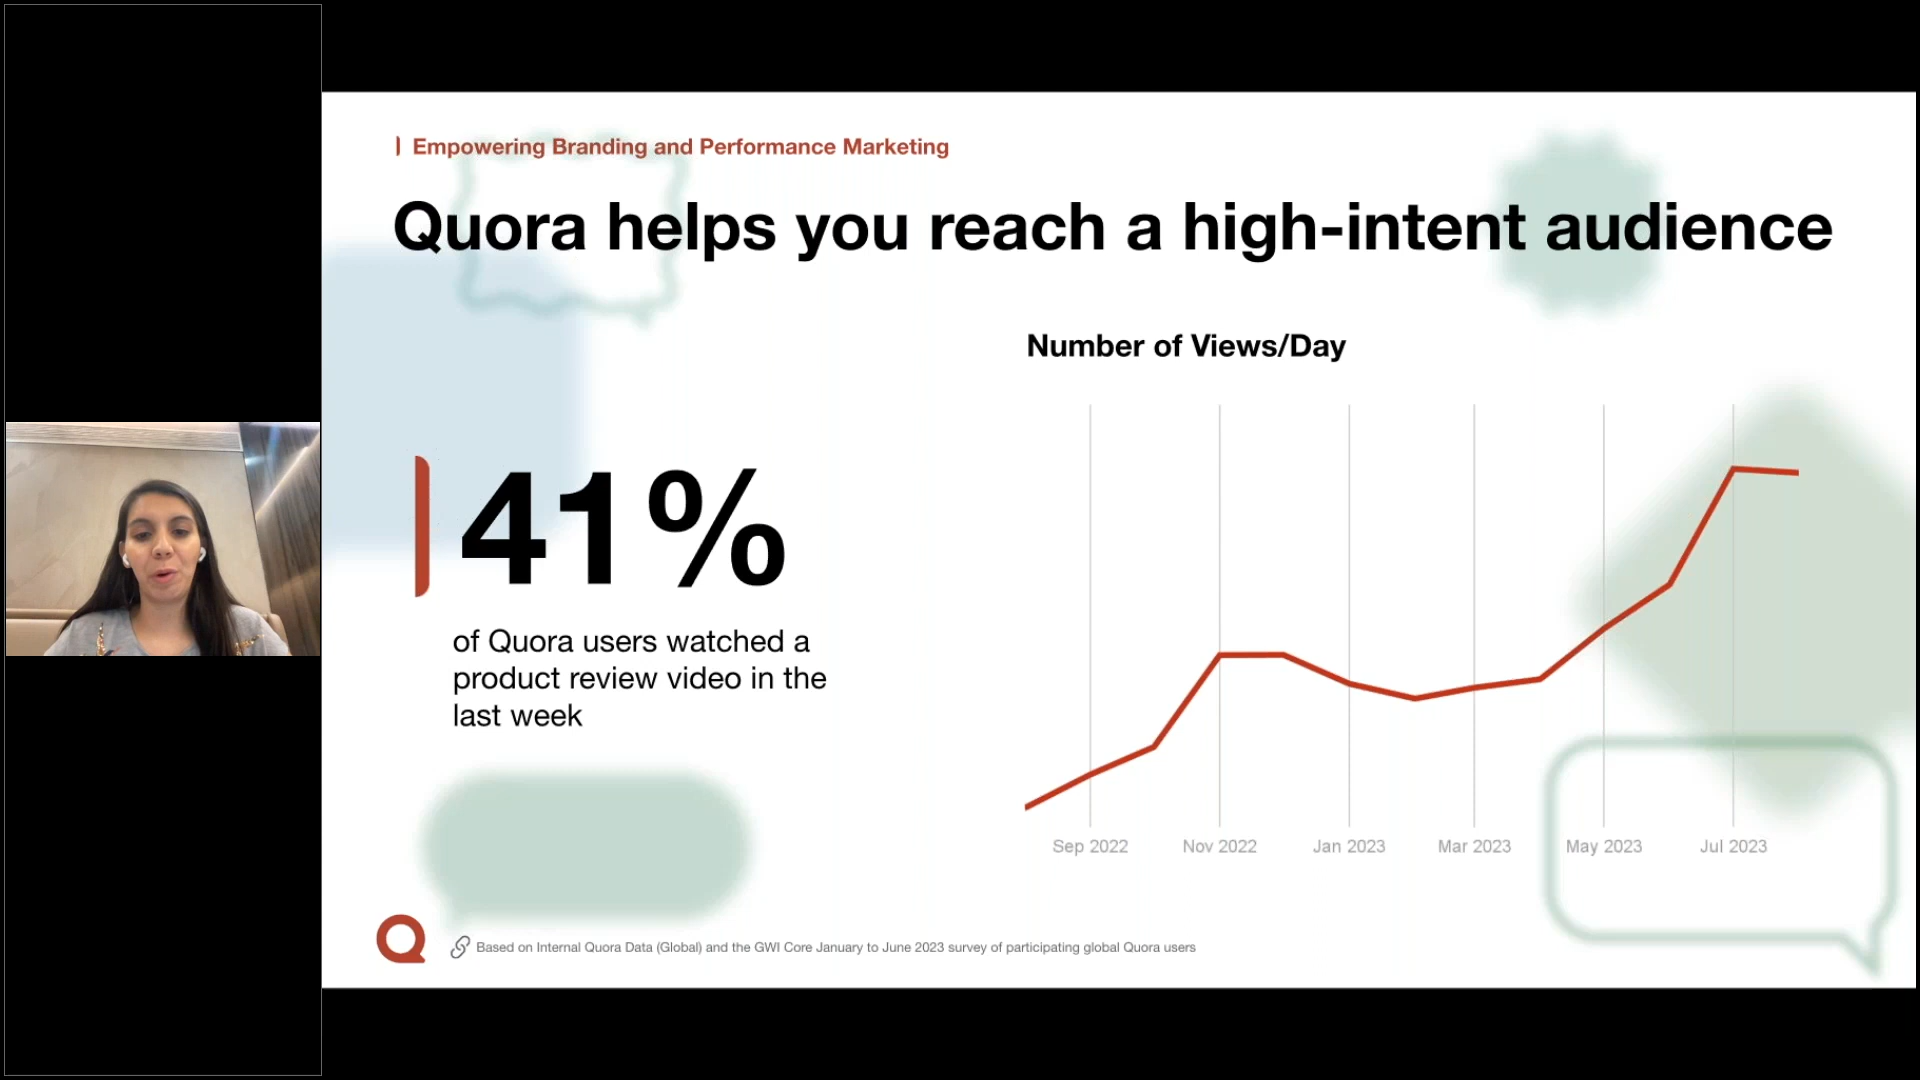 Empowering Branding and Performance Marketing
Quora helps you reach a high-intent audience
Number of Views/Day
41%
of Quora users watched a
product review video in the
last week
Sep 2022 Nov 2022 Jan 2023 Mar 2023 May 2023 Jul 2023
Q
Based on Internal Quora Data (Global) and the GWI Core January to June 2023 survey of participating global Quora users